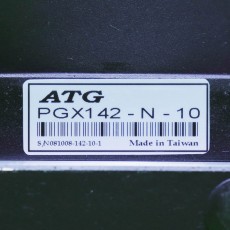 ATG
PGX142 - N - 10
S/N 081008-142-10-1 Made in Taiwan